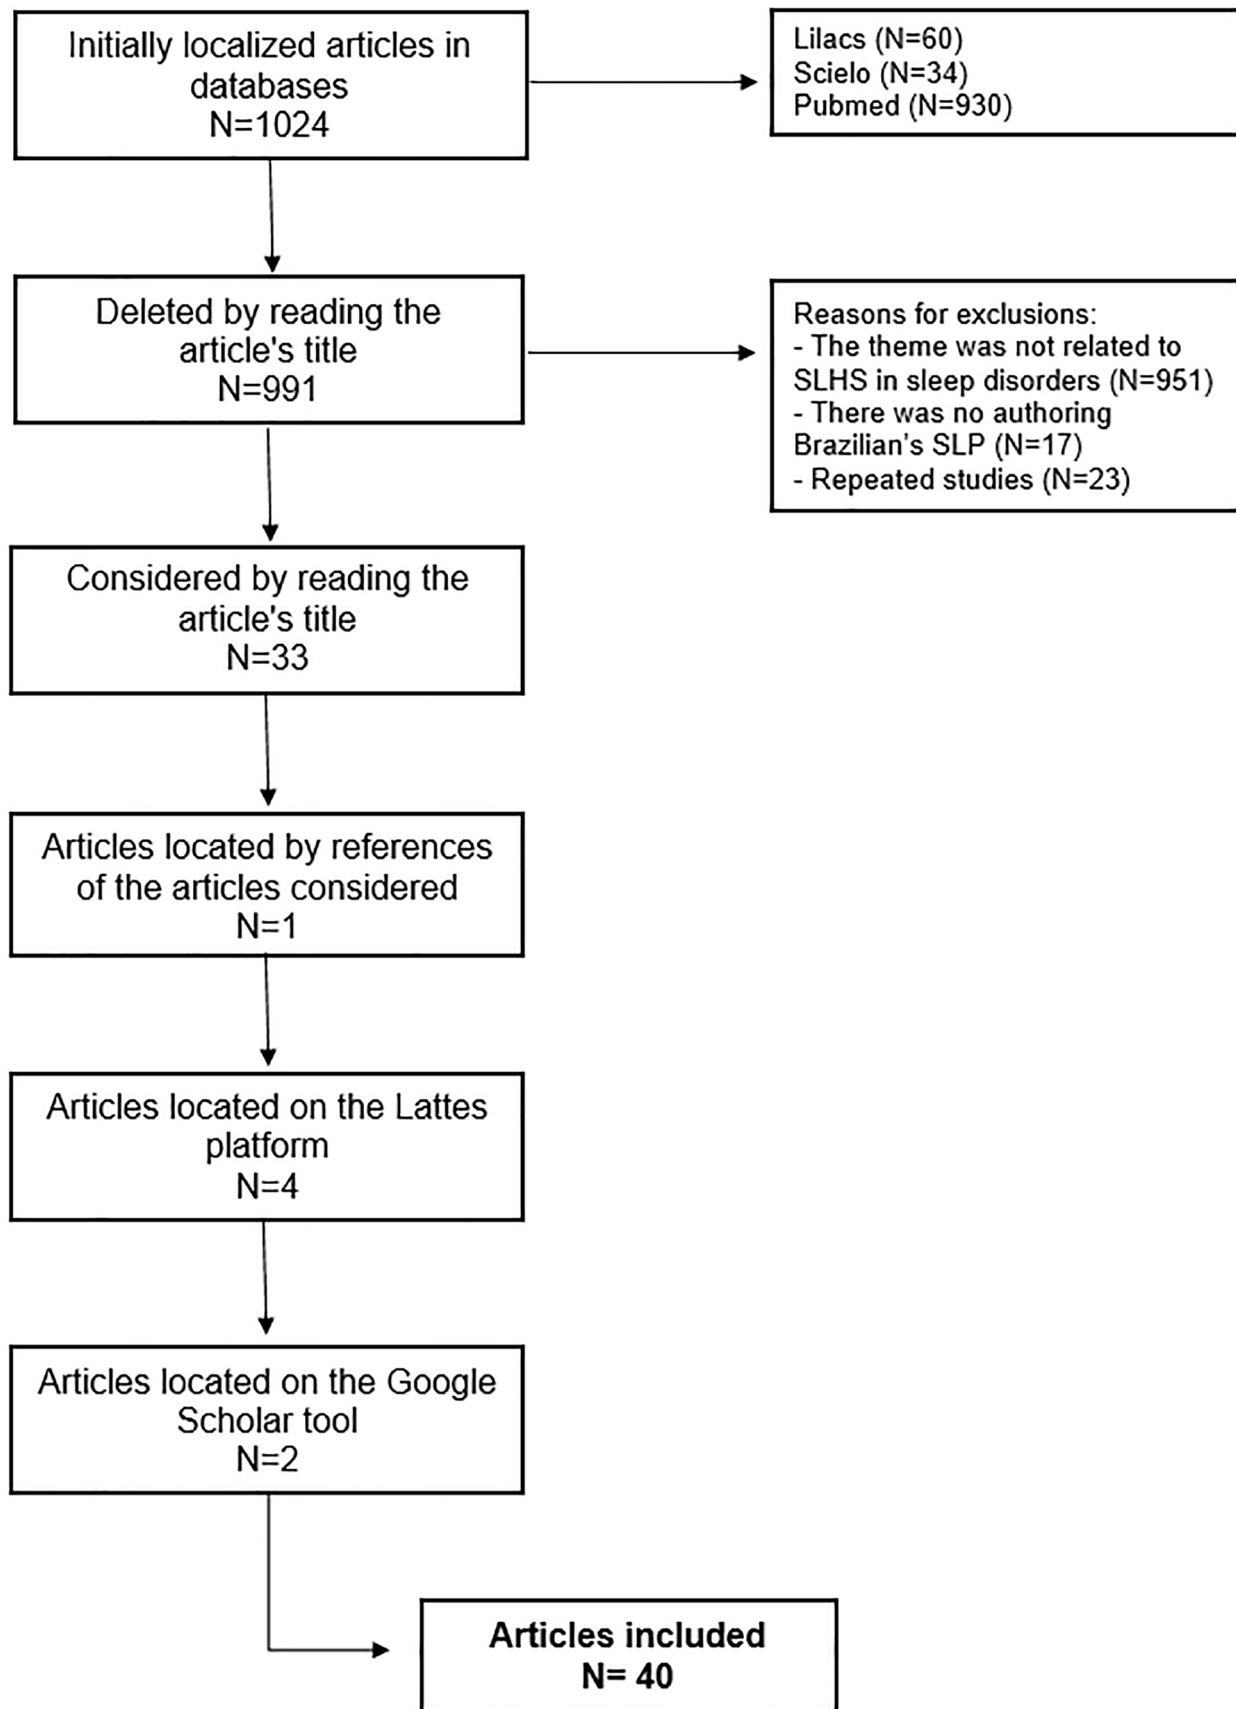 Initially localized articles in
databases
N=1024
Lilacs (N=60)
Scielo (N=34)
Pubmed (N=930)
Deleted by reading the
article's title
N=991
Reasons for exclusions:
- The theme was not related to
SLHS in sleep disorders (N=951)
- There was no authoring
Brazilian's SLP (N=17)
- Repeated studies (N=23)
Considered by reading the
article's title
N=33
Articles located by references
of the articles considered
N=1
Articles located on the Lattes
platform
N=4
Articles located on the Google
Scholar tool
N=2
Articles included
N= 40